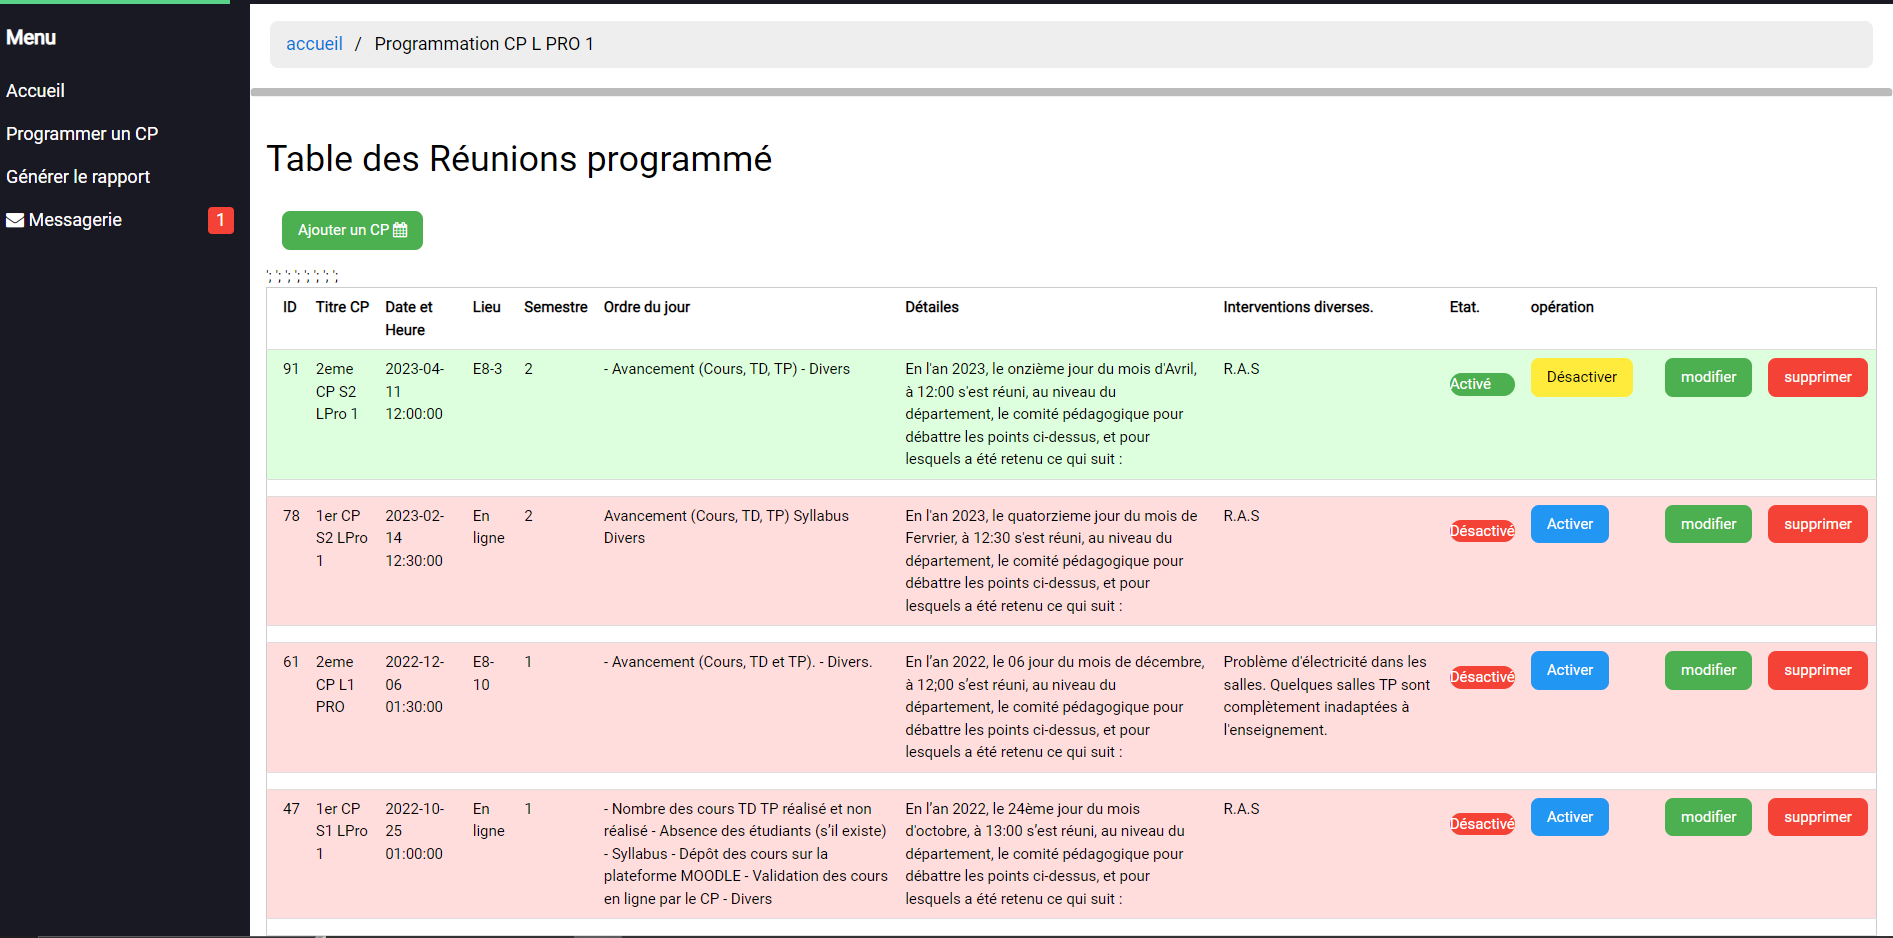 Menu
Accueil
Programmer un CP
Générer le rapport
Messagerie 1
accueil / Programmation CP L PRO 1
Table des Réunions programmé
Ajouter un CP
'; '; '; '; '; '; '; ';
ID Titre CP Date et Heure Lieu Semestre Ordre du jour Détailes Interventions diverses. Etat. opération
91 2eme E8-3 2 - Avancement (Cours, TD, TP) - Divers En l'an 2023, le onzième jour du mois d'Avril, R.A.S
CP S2 à 12:00 s'est réuni, au niveau du
LPro 1 département, le comité pédagogique pour
2023-04-
11
12:00:00
débattre les points ci-dessus, et pour
lesquels a été retenu ce qui suit :
Activé Désactiver modifier supprimer
78 1er CP
S2 LPro
1
2023-02-
14
12:30:00
En
ligne
2
Avancement (Cours, TD, TP) Syllabus
Divers
En l'an 2023, le quatorzieme jour du mois de
Fervrier, à 12:30 s'est réuni, au niveau du
département, le comité pédagogique pour
débattre les points ci-dessus, et pour
lesquels a été retenu ce qui suit :
R.A.S
Désactivé Activer modifier supprimer
61 2eme
CP L1
PRO
2022-12-
06
01:30:00
E8-
10
1
- Avancement (Cours, TD et TP). - Divers.
En l’an 2022, le 06 jour du mois de décembre,
à 12;00 s’est réuni, au niveau du
département, le comité pédagogique pour
débattre les points ci-dessus, et pour
lesquels a été retenu ce qui suit :
Problème d'électricité dans les
salles. Quelques salles TP sont
complètement inadaptées à
l'enseignement.
Désactivé Activer modifier supprimer
47 1er CP
S1 LPro
1
2022-10-
25
01:00:00
En
ligne
1
- Nombre des cours TD TP réalisé et non
réalisé - Absence des étudiants (s’il existe)
- Syllabus - Dépôt des cours sur la
plateforme MOODLE - Validation des cours
en ligne par le CP - Divers
En l’an 2022, le 24ème jour du mois
d'octobre, à 13:00 s’est réuni, au niveau du
département, le comité pédagogique pour
débattre les points ci-dessus, et pour
lesquels a été retenu ce qui suit :
R.A.S
Désactivé Activer modifier supprimer